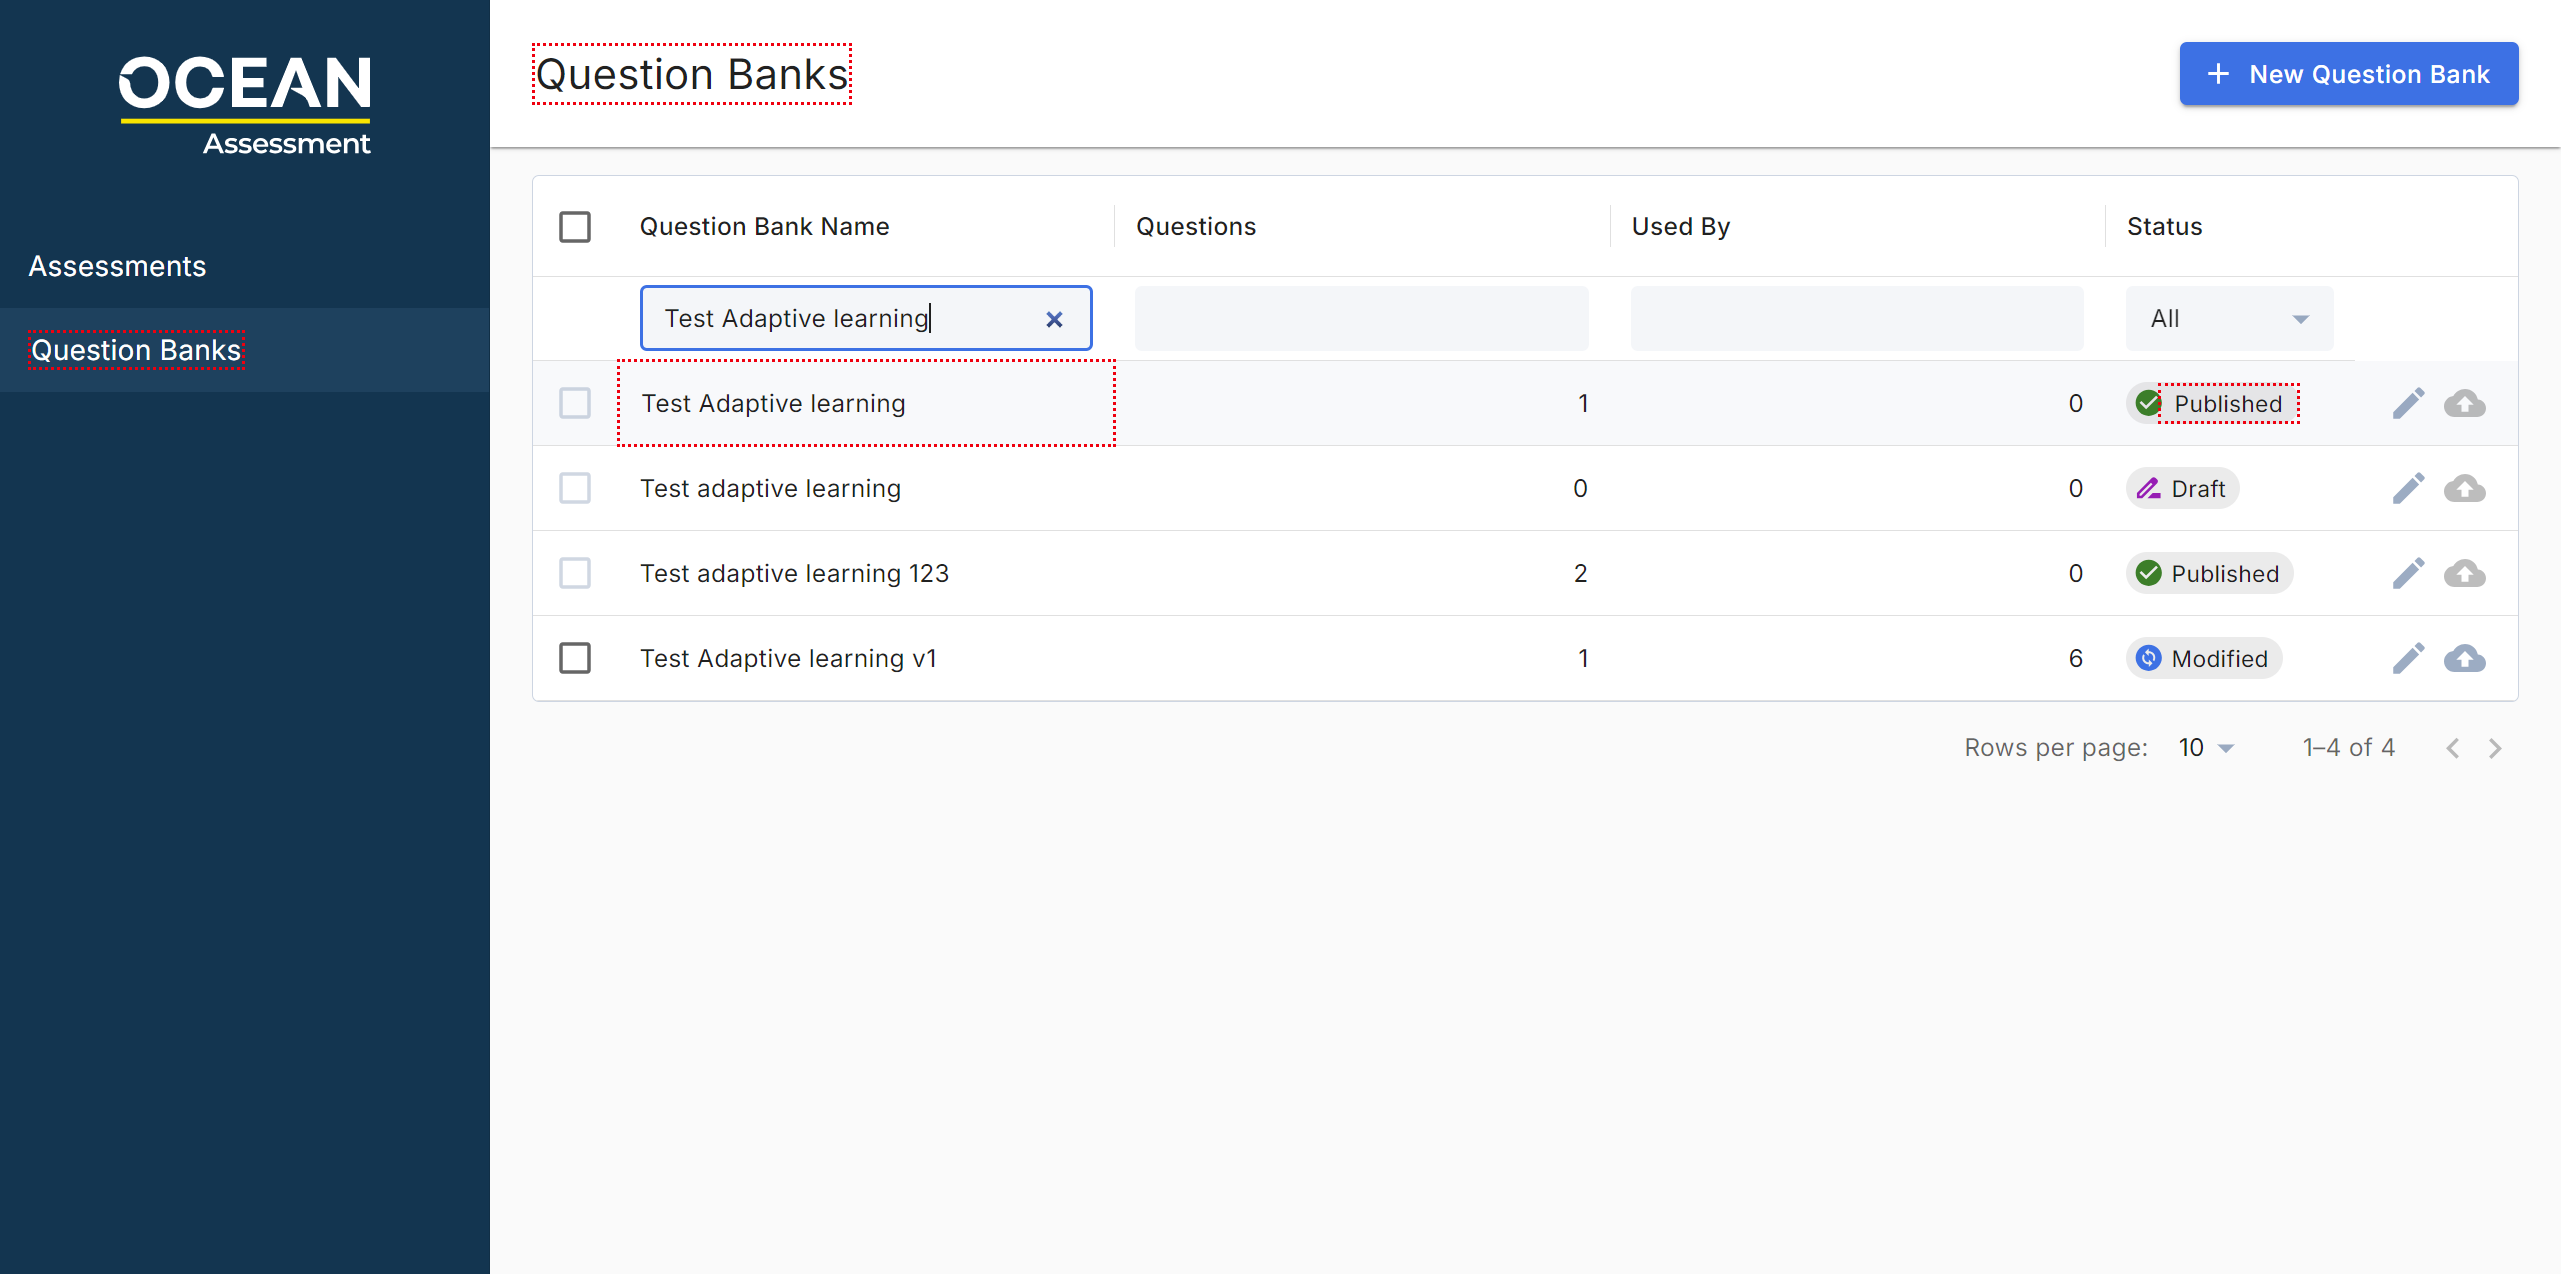 OCEAN
Assessment
Assessments
Question Banks
Question Banks
New Question Bank
Question Bank Name Questions Used By Status
Test Adaptive learning All
Test Adaptive learning 1 0 Published
Test adaptive learning 0 0 Draft
Test adaptive learning 123 2 0 Published
Test Adaptive learning v1 1 6 Modified
Rows per page: 10 1–4 of 4